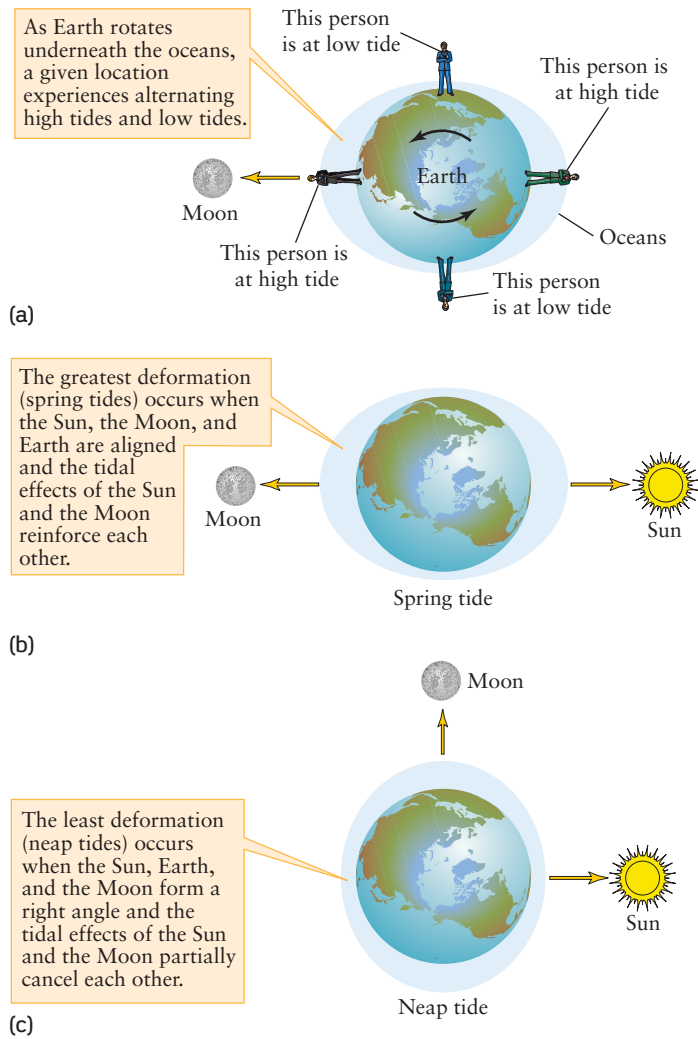 As Earth rotates
underneath the oceans,
a given location
experiences alternating
high tides and low tides.
This person
is at low tide
This person is
at high tide
Earth
Moon
Oceans
This person is
at high tide
This person
is at low tide
(a)
The greatest deformation
(spring tides) occurs when
the Sun, the Moon, and
Earth are aligned
and the tidal
effects of the Sun
and the Moon
reinforce each
other.
Moon
Sun
Spring tide
(b)
Moon
The least deformation
(neap tides) occurs
when the Sun, Earth,
and the Moon form a
right angle and the
tidal effects of the Sun
and the Moon partially
cancel each other.
Sun
Neap tide
(c)